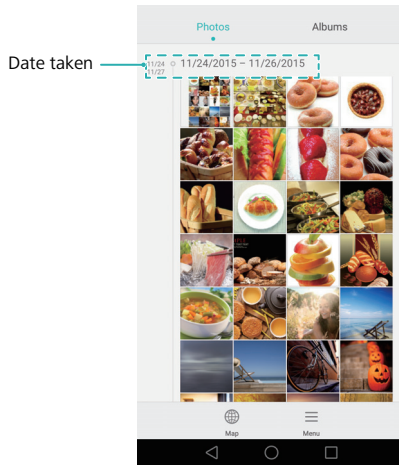 Photos Albums
Date taken
11/24 11/24/2015 – 11/26/2015
11/27
Map Menu